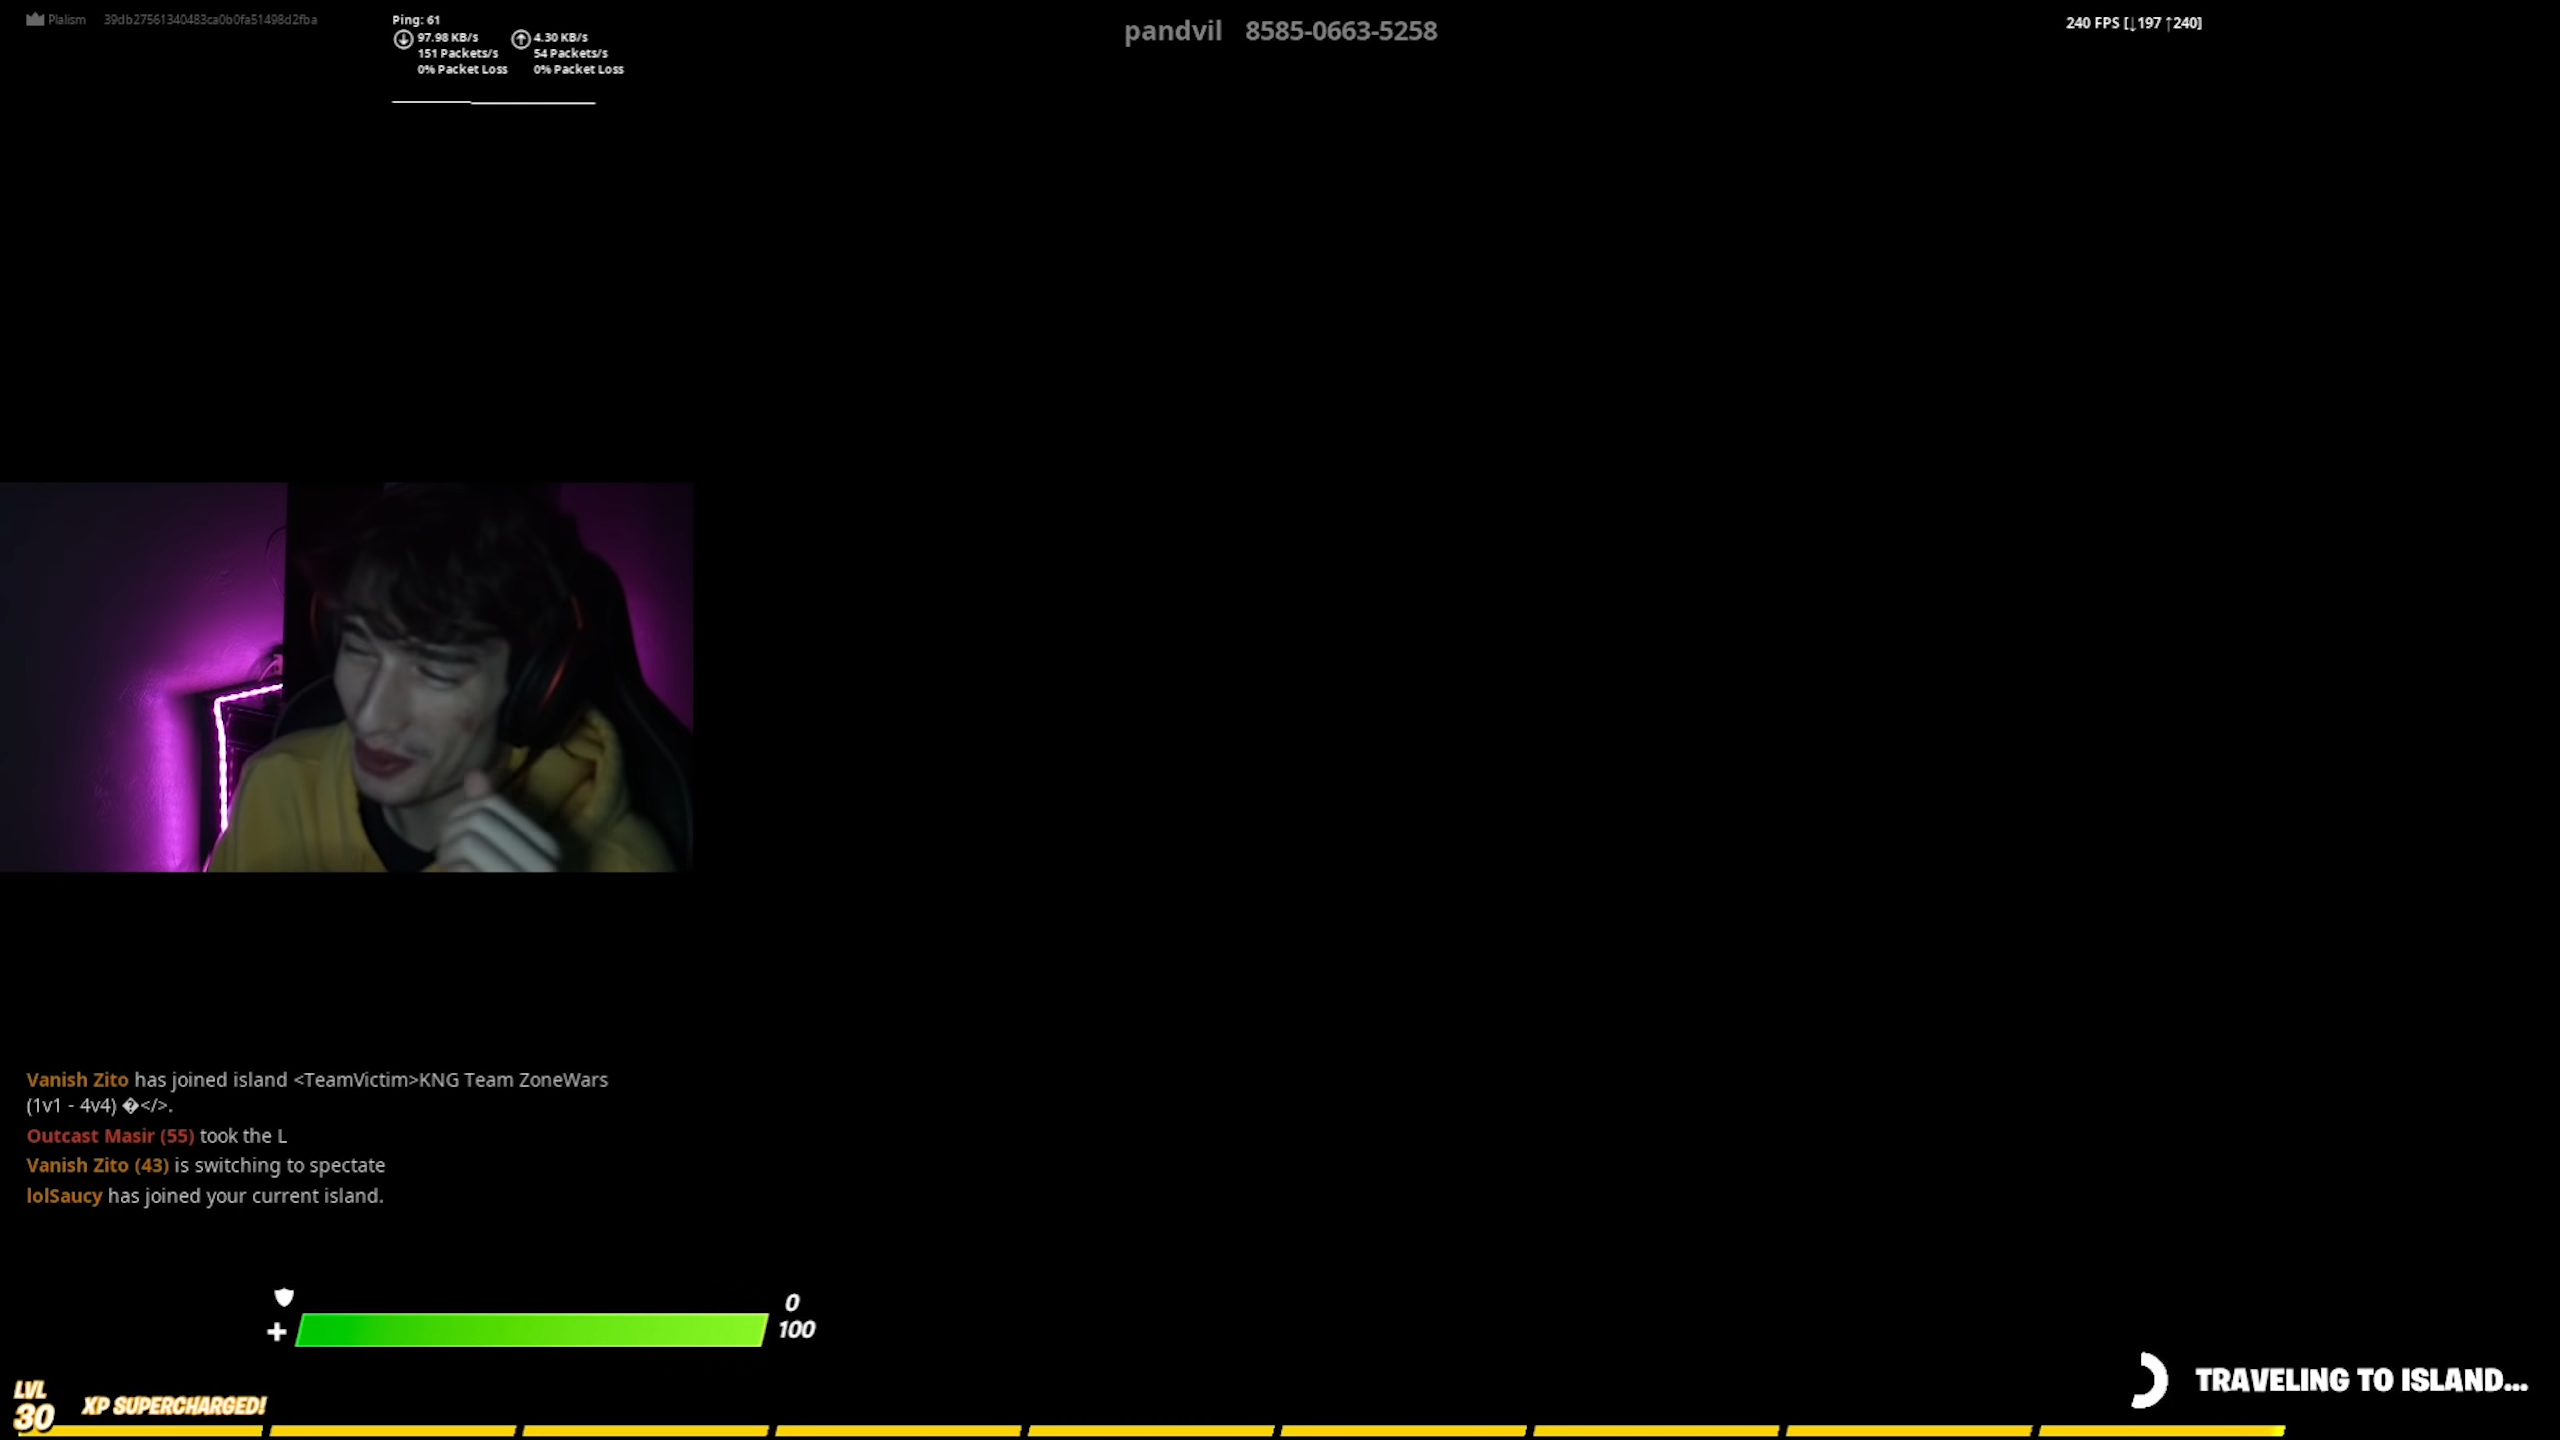 Plalism 39db27561340483ca0b0fa51498d2fba
Ping: 61
97.98 KB/s 4.30 KB/s
151 Packets/s 54 Packets/s
0% Packet Loss 0% Packet Loss
pandvil 8585-0663-5258
240 FPS [↓197 ↑240]
Vanish Zito has joined island <TeamVictim>KNG Team ZoneWars
(1v1 - 4v4) �</>.
Outcast Masir (55) took the L
Vanish Zito (43) is switching to spectate
lolSaucy has joined your current island.
0
100
LVL
30
XP SUPERCHARGED!
TRAVELING TO ISLAND...